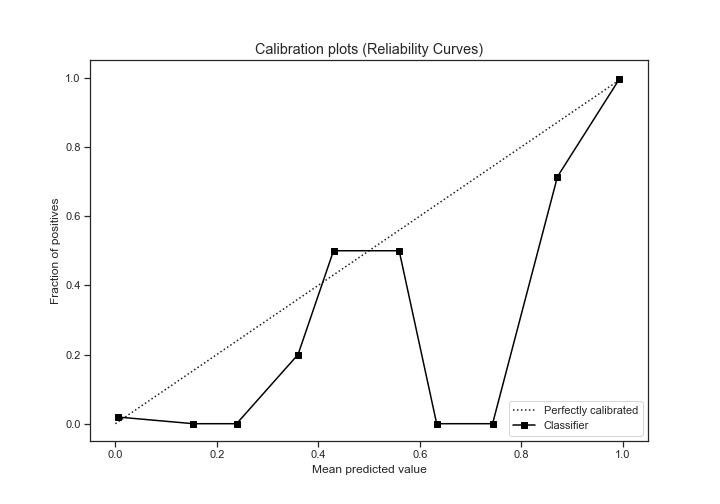 Calibration plots (Reliability Curves)
1.0
0.8
0.6
0.4
0.2
0.0
Fraction of positives
0.0 0.2 0.4 0.6 0.8 1.0
Mean predicted value
Perfectly calibrated
Classifier